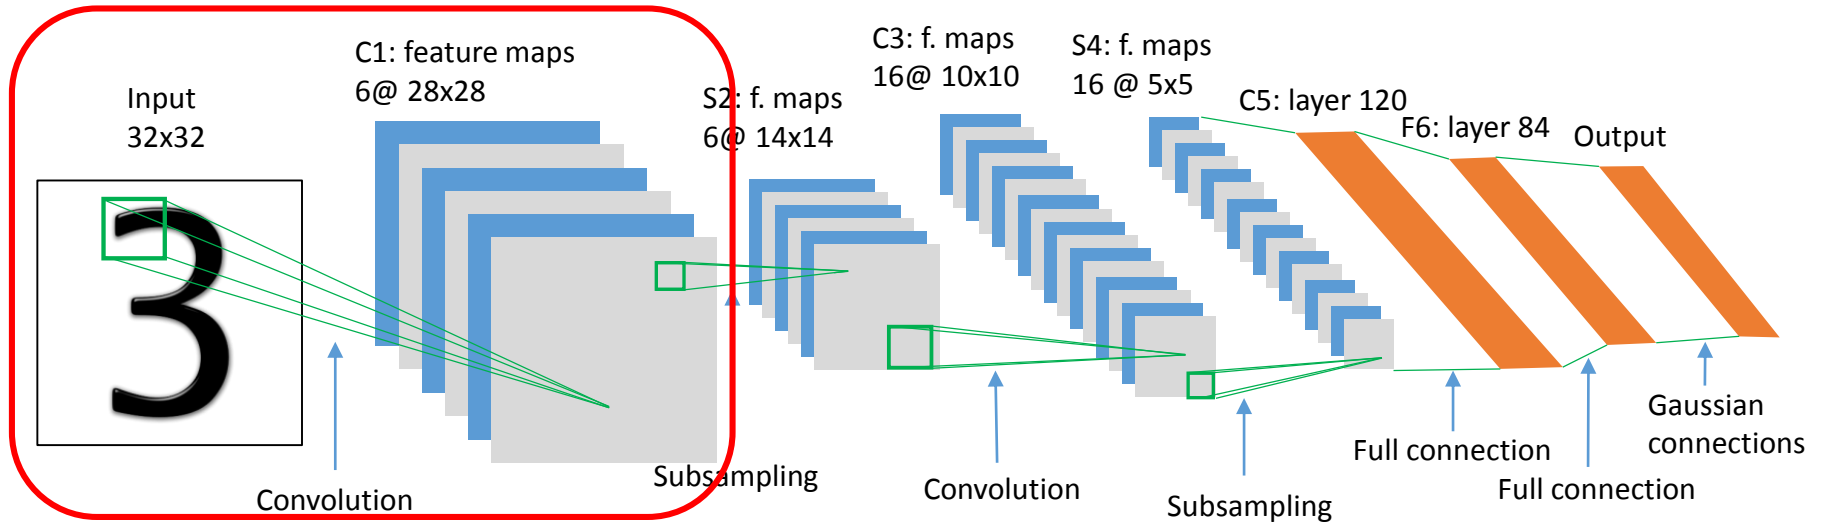 Input
32x32
C1: feature maps
6@ 28x28
S2: f. maps
6@ 14x14
C3: f. maps
16@ 10x10
S4: f. maps
16 @ 5x5
C5: layer 120
F6: layer 84
Output
3
Convolution
Subsampling
Convolution
Subsampling
Full connection
Full connection
Gaussian
connections